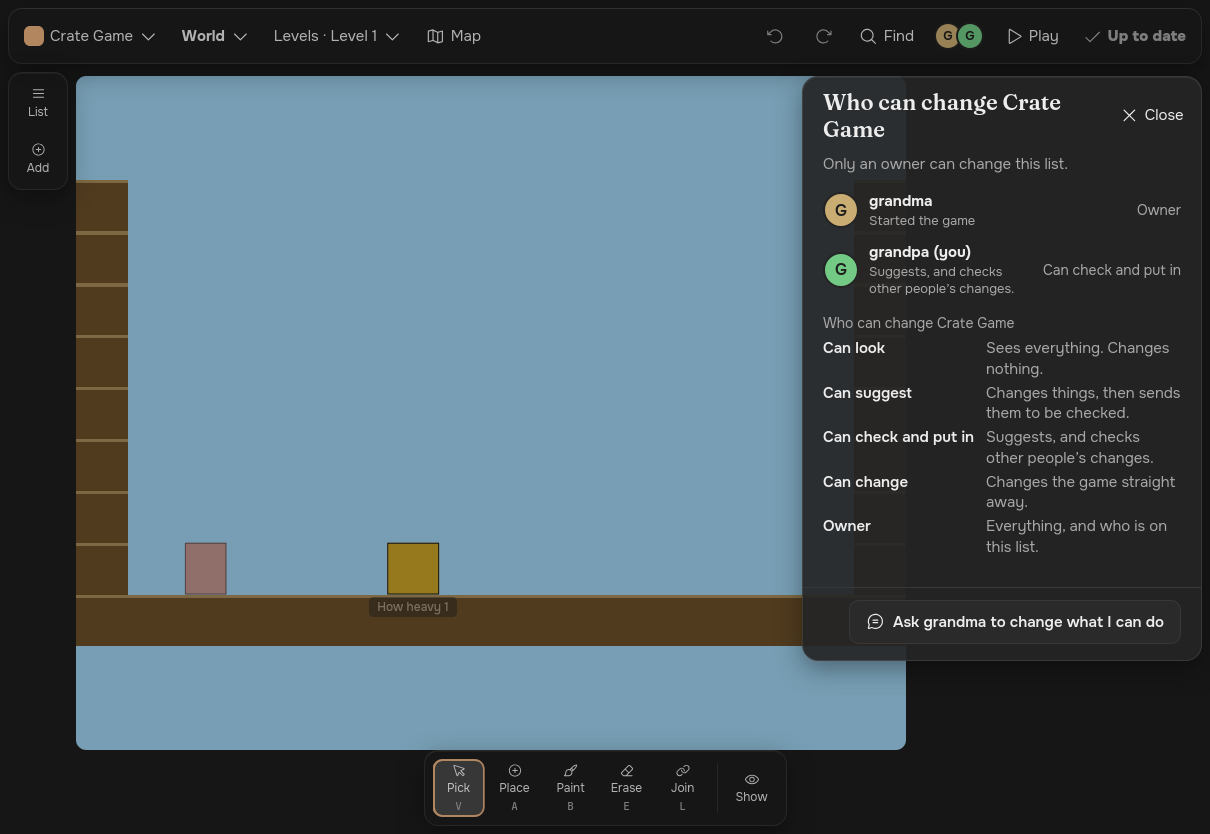 Crate Game
World
Levels · Level 1
Map
Find
G
G
Play
Up to date
List
Add
Who can change Crate
Game
Close
Only an owner can change this list.
G
grandma
Started the game
Owner
G
grandpa (you)
Suggests, and checks
other people's changes.
Can check and put in
Who can change Crate Game
Can look
Sees everything. Changes
nothing.
Can suggest
Changes things, then sends
them to be checked.
Can check and put in
Suggests, and checks
other people's changes.
Can change
Changes the game straight
away.
Owner
Everything, and who is on
this list.
Ask grandma to change what I can do
How heavy 1
Pick
V
Place
A
Paint
B
Erase
E
Join
L
Show